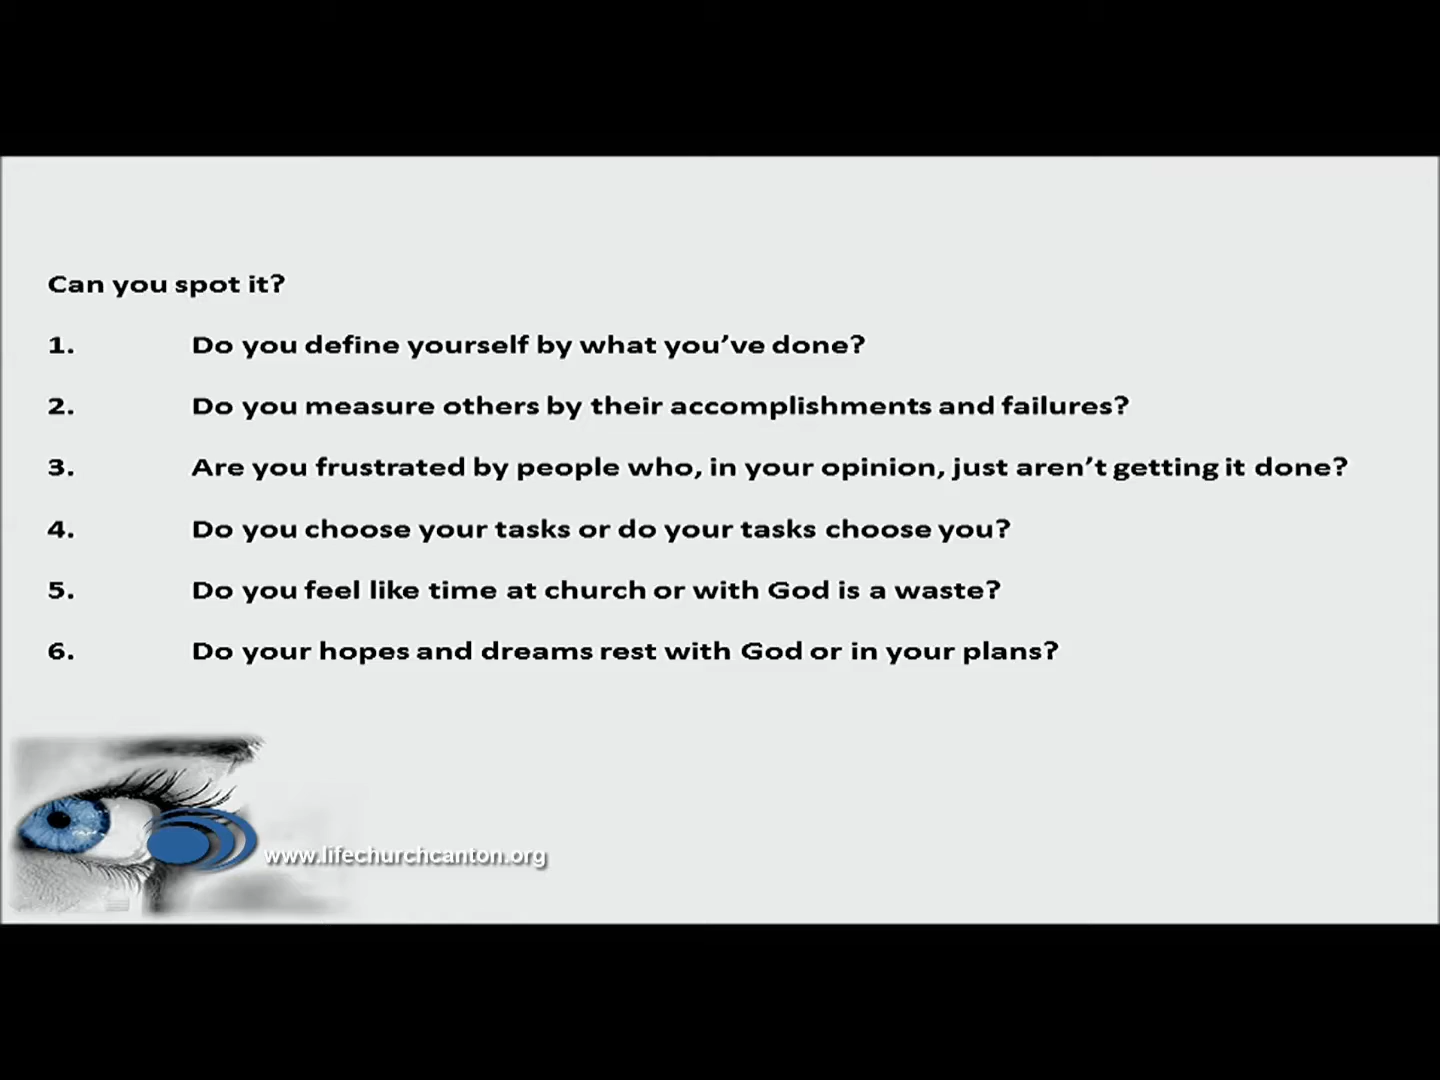 Can you spot it?
1. Do you define yourself by what you’ve done?
2. Do you measure others by their accomplishments and failures?
3. Are you frustrated by people who, in your opinion, just aren’t getting it done?
4. Do you choose your tasks or do your tasks choose you?
5. Do you feel like time at church or with God is a waste?
6. Do your hopes and dreams rest with God or in your plans?
www.lifechurchcanton.org